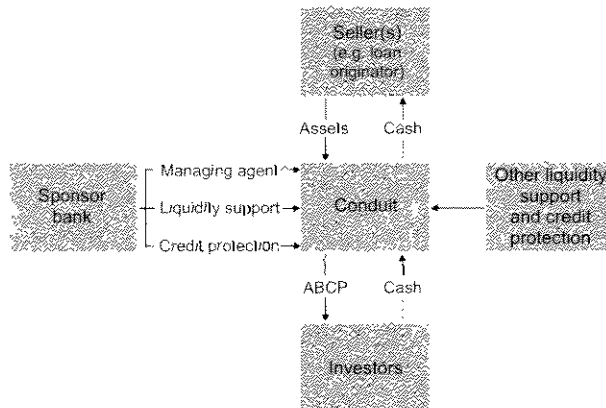 Seller(s)
(e.g. loan
originator)
Assels
Cash
Sponsor
bank
Managing agent
Liquidity support
Credit protection
Conduit
Other liquidity
support
and credit
protection
ABCP
Cash
Investors